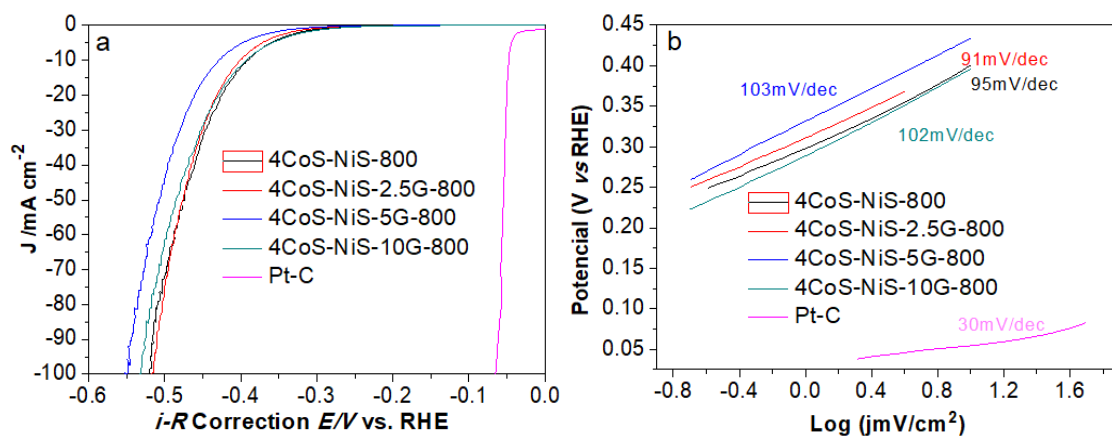 a
0
-10
-20
-30
-40
-50
-60
-70
-80
-90
-100
J /mA cm⁻²
4CoS-NiS-800
4CoS-NiS-2.5G-800
4CoS-NiS-5G-800
4CoS-NiS-10G-800
Pt-C
-0.6 -0.5 -0.4 -0.3 -0.2 -0.1 0.0
i-R Correction E/V vs. RHE
b
0.45
0.40
0.35
0.30
0.25
0.20
0.15
0.10
0.05
Potencial (V vs RHE)
91mV/dec
103mV/dec
95mV/dec
102mV/dec
4CoS-NiS-800
4CoS-NiS-2.5G-800
4CoS-NiS-5G-800
4CoS-NiS-10G-800
Pt-C
30mV/dec
-0.8 -0.4 0.0 0.4 0.8 1.2 1.6
Log (jmV/cm²)